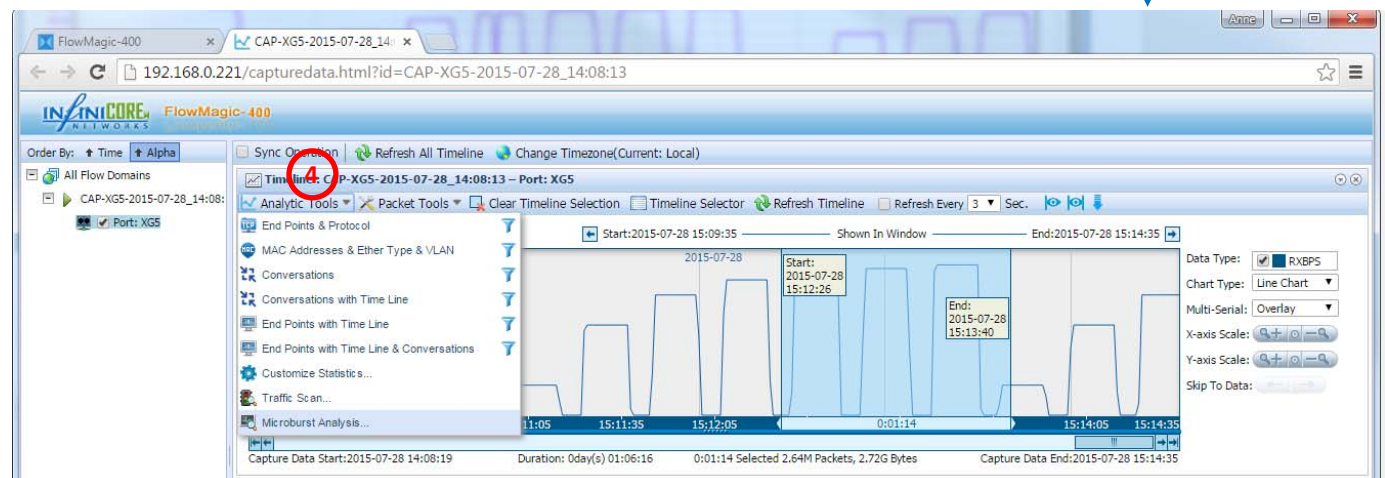 Anne
FlowMagic-400
CAP-XG5-2015-07-28_14:
192.168.0.221/capturedata.html?id=CAP-XG5-2015-07-28_14:08:13
INFINICORE
NETWORKS
FlowMagic-400
Order By: Time Alpha
Sync Operation Refresh All Timeline Change Timezone(Current: Local)
4
All Flow Domains
CAP-XG5-2015-07-28_14:08:
Port: XG5
Timeline: CAP-XG5-2015-07-28_14:08:13 – Port: XG5
Analytic Tools Packet Tools Clear Timeline Selection Timeline Selector Refresh Timeline Refresh Every 3 Sec.
End Points & Protocol
MAC Addresses & Ether Type & VLAN
Conversations
Conversations with Time Line
End Points with Time Line
End Points with Time Line & Conversations
Customize Statistics...
Traffic Scan...
Microburst Analysis...
Start:2015-07-28 15:09:35 Shown In Window End:2015-07-28 15:14:35
2015-07-28
Start:
2015-07-28
15:12:26
End:
2015-07-28
15:13:40
11:05 15:11:35 15:12:05 0:01:14 15:14:05 15:14:35
Data Type: RXBPS
Chart Type: Line Chart
Multi-Serial: Overlay
X-axis Scale:
Y-axis Scale:
Skip To Data:
Capture Data Start:2015-07-28 14:08:19 Duration: 0day(s) 01:06:16 0:01:14 Selected 2.64M Packets, 2.72G Bytes Capture Data End:2015-07-28 15:14:35